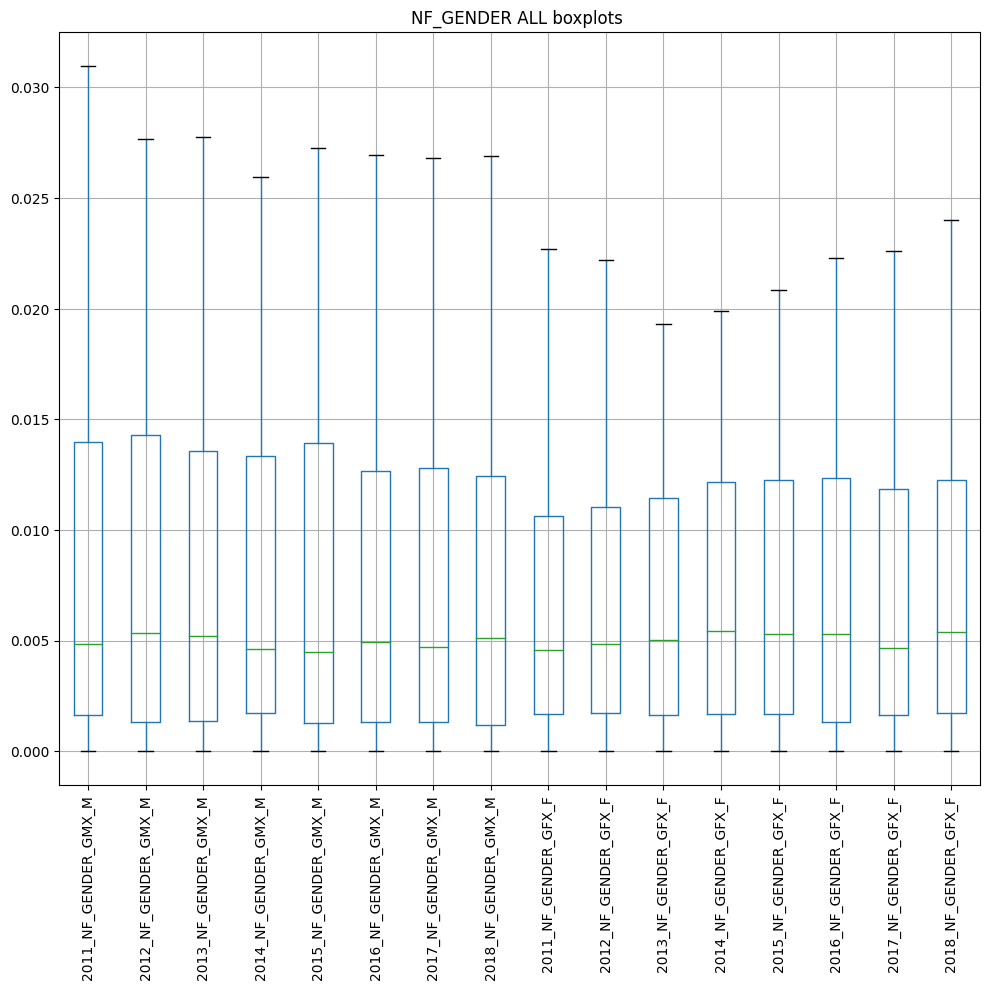 NF_GENDER ALL boxplots
0.030
0.025
0.020
0.015
0.010
0.005
0.000
2011_NF_GENDER_GMX_M
2012_NF_GENDER_GMX_M
2013_NF_GENDER_GMX_M
2014_NF_GENDER_GMX_M
2015_NF_GENDER_GMX_M
2016_NF_GENDER_GMX_M
2017_NF_GENDER_GMX_M
2018_NF_GENDER_GMX_M
2011_NF_GENDER_GFX_F
2012_NF_GENDER_GFX_F
2013_NF_GENDER_GFX_F
2014_NF_GENDER_GFX_F
2015_NF_GENDER_GFX_F
2016_NF_GENDER_GFX_F
2017_NF_GENDER_GFX_F
2018_NF_GENDER_GFX_F